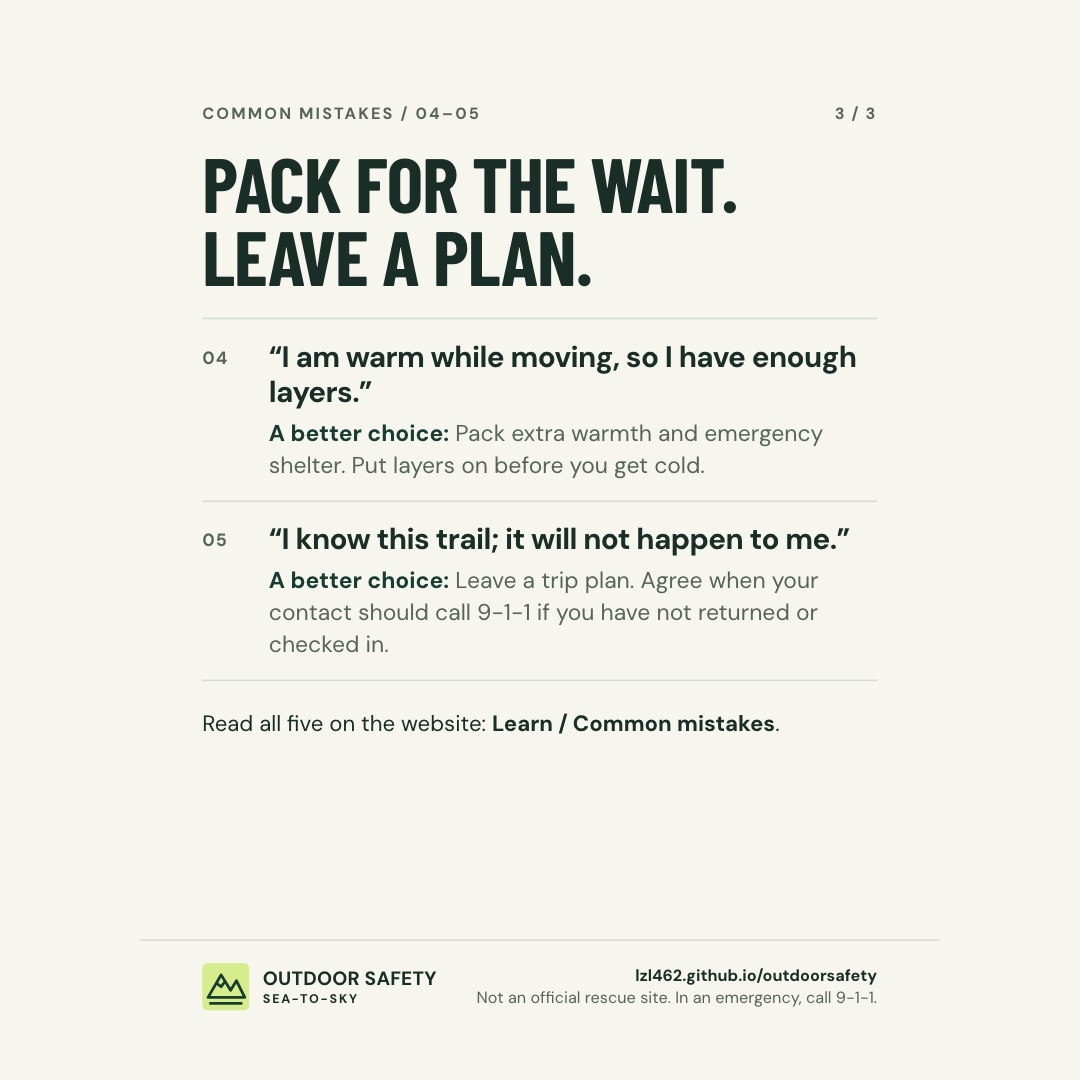 COMMON MISTAKES / 04–05
3 / 3
PACK FOR THE WAIT.
LEAVE A PLAN.
04
“I am warm while moving, so I have enough
layers.”
A better choice: Pack extra warmth and emergency
shelter. Put layers on before you get cold.
05
“I know this trail; it will not happen to me.”
A better choice: Leave a trip plan. Agree when your
contact should call 9-1-1 if you have not returned or
checked in.
Read all five on the website: Learn / Common mistakes.
OUTDOOR SAFETY
SEA-TO-SKY
lzl462.github.io/outdoorsafety
Not an official rescue site. In an emergency, call 9-1-1.